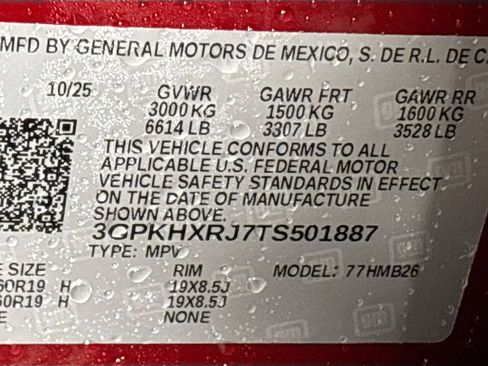 MFD BY GENERAL MOTORS DE MEXICO, S. DE R.L. DE C.
10/25 GVWR GAWR FRT GAWR RR
3000 KG 1500 KG 1600 KG
6614 LB 3307 LB 3528 LB
THIS VEHICLE CONFORMS TO ALL
APPLICABLE U.S. FEDERAL MOTOR
VEHICLE SAFETY STANDARDS IN EFFECT
ON THE DATE OF MANUFACTURE
SHOWN ABOVE.
3GPKHXRJ7TS501887
TYPE: MPV
E SIZE RIM MODEL: 77HMB26
60R19 H 19X8.5J
60R19 H 19X8.5J
E NONE